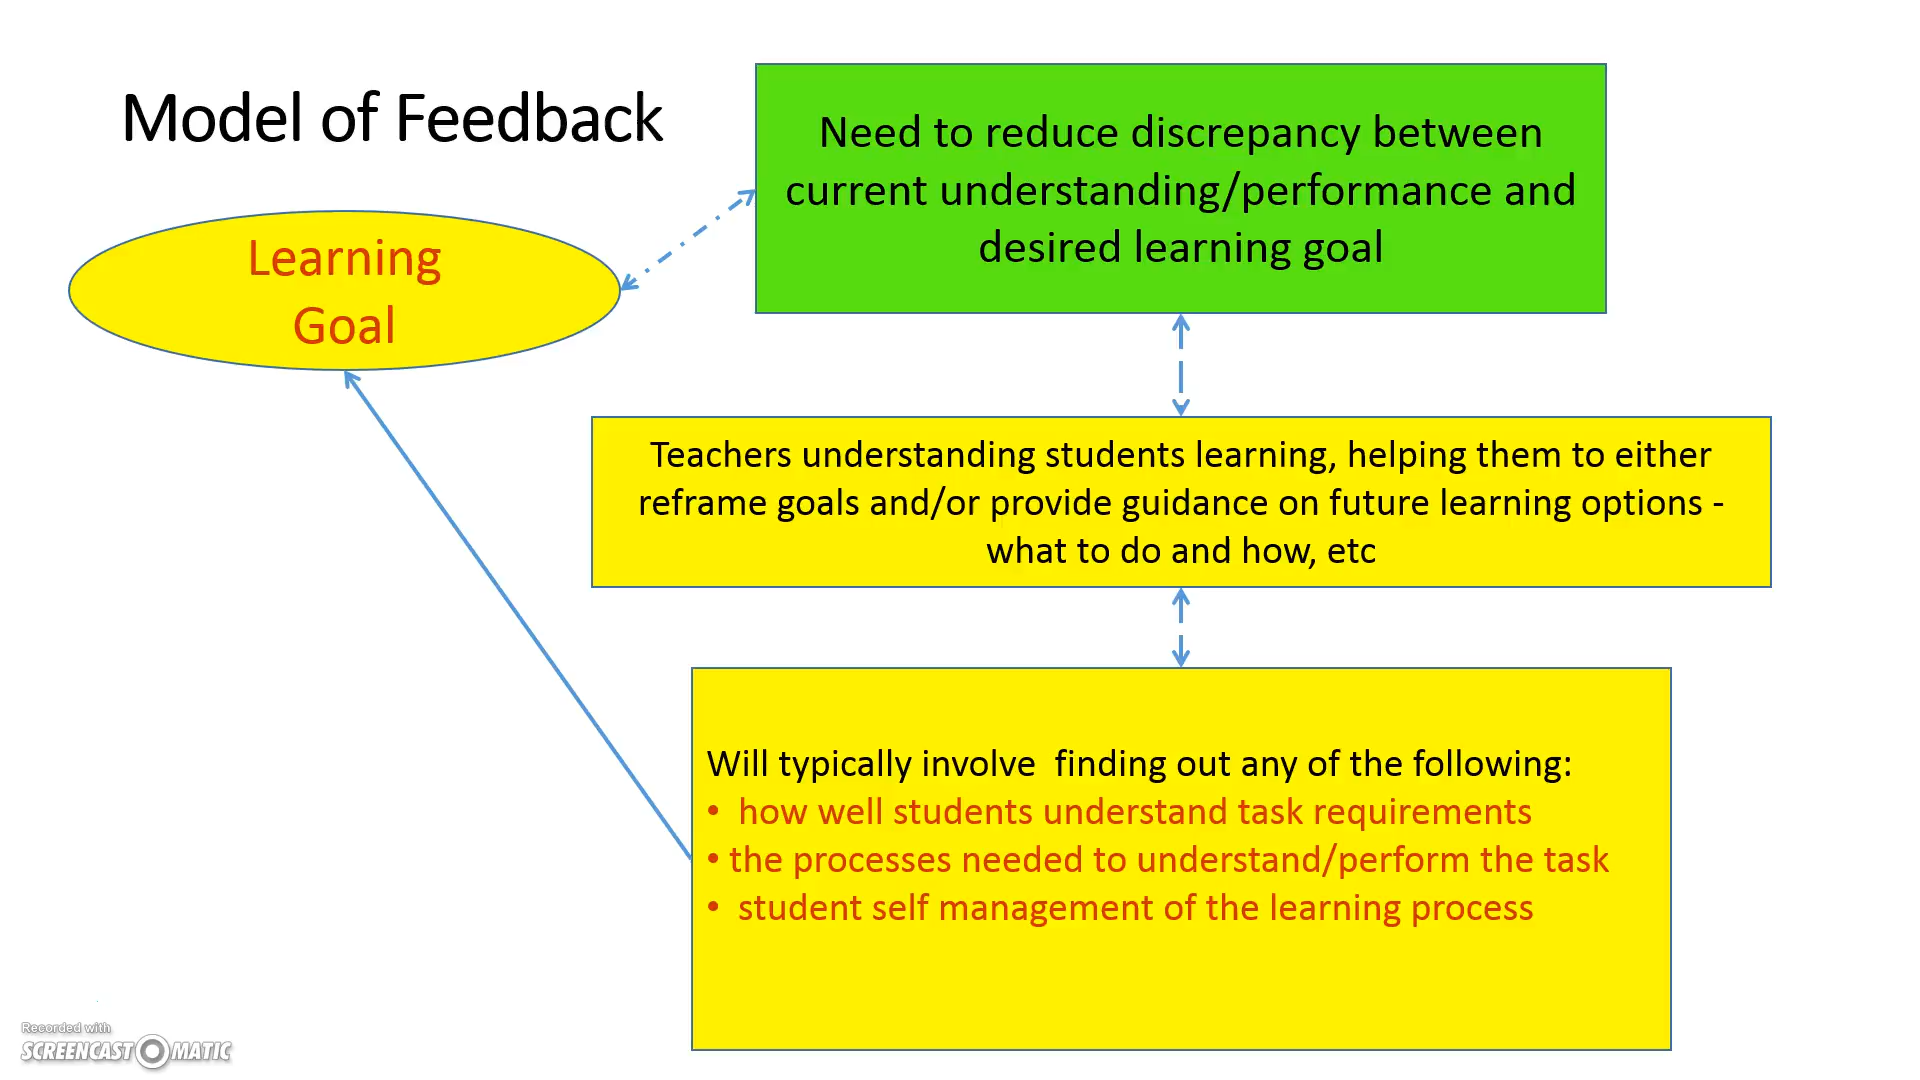 Model of Feedback
Need to reduce discrepancy between
current understanding/performance and
desired learning goal
Learning
Goal
Teachers understanding students learning, helping them to either
reframe goals and/or provide guidance on future learning options -
what to do and how, etc
Will typically involve  finding out any of the following:
•  how well students understand task requirements
• the processes needed to understand/perform the task
•  student self management of the learning process
Recorded with
SCREENCAST MATIC